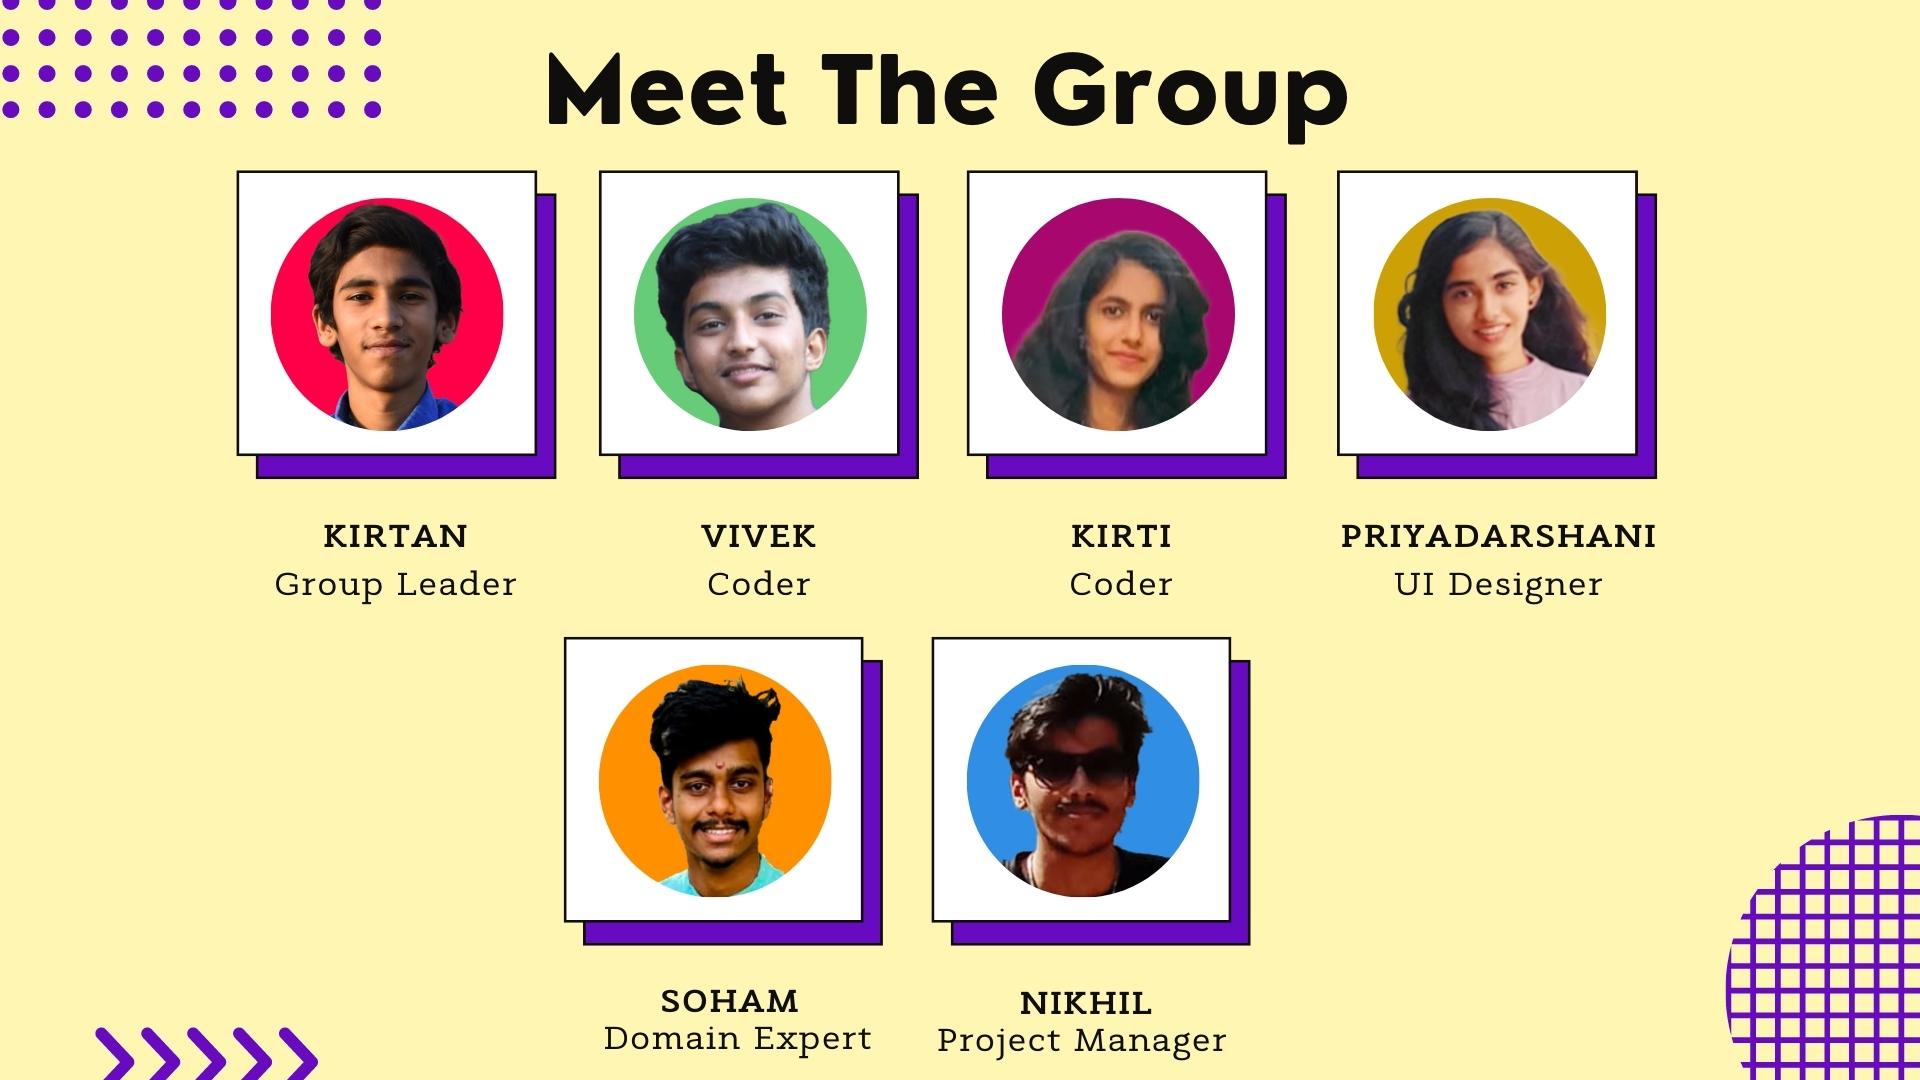 Meet The Group
KIRTAN
Group Leader
VIVEK
Coder
KIRTI
Coder
PRIYADARSHANI
UI Designer
SOHAM
Domain Expert
NIKHIL
Project Manager